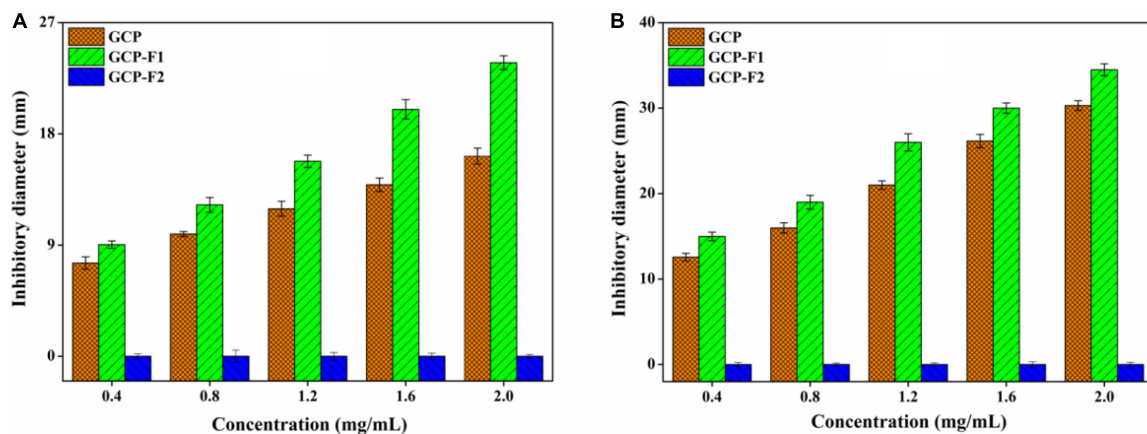 A
Inhibitory diameter (mm)
27
18
9
0
GCP
GCP-F1
GCP-F2
0.4 0.8 1.2 1.6 2.0
Concentration (mg/mL)
B
Inhibitory diameter (mm)
40
30
20
10
0
GCP
GCP-F1
GCP-F2
0.4 0.8 1.2 1.6 2.0
Concentration (mg/mL)